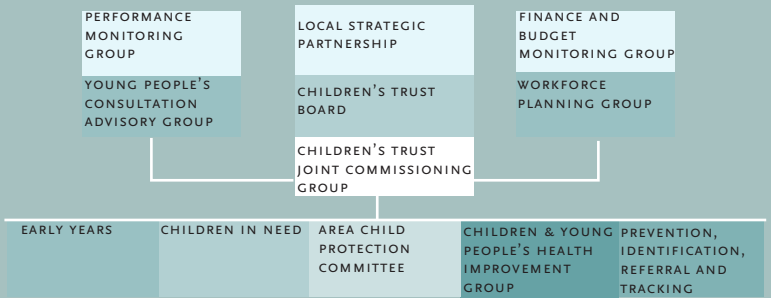 PERFORMANCE
MONITORING
GROUP
YOUNG PEOPLE'S
CONSULTATION
ADVISORY GROUP
LOCAL STRATEGIC
PARTNERSHIP
CHILDREN'S TRUST
BOARD
CHILDREN'S TRUST
JOINT COMMISSIONING
GROUP
FINANCE AND
BUDGET
MONITORING GROUP
WORKFORCE
PLANNING GROUP
EARLY YEARS
CHILDREN IN NEED
AREA CHILD
PROTECTION
COMMITTEE
CHILDREN & YOUNG
PEOPLE'S HEALTH
IMPROVEMENT
GROUP
PREVENTION,
IDENTIFICATION,
REFERRAL AND
TRACKING